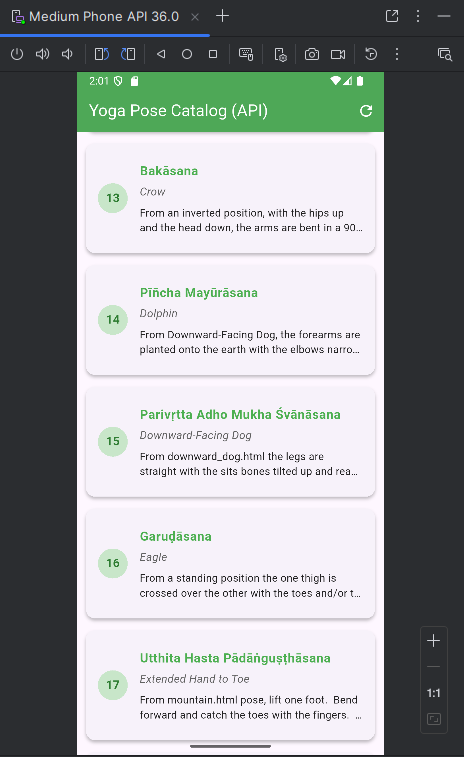 Medium Phone API 36.0
2:01
Yoga Pose Catalog (API)
13
Bakāsana
Crow
From an inverted position, with the hips up
and the head down, the arms are bent in a 90...
14
Pīñcha Mayūrāsana
Dolphin
From Downward-Facing Dog, the forearms are
planted onto the earth with the elbows narro...
15
Parivṛtta Adho Mukha Śvānāsana
Downward-Facing Dog
From downward_dog.html the legs are
straight with the sits bones tilted up and rea...
16
Garuḍāsana
Eagle
From a standing position the one thigh is
crossed over the other with the toes and/or t...
17
Utthita Hasta Pādāṅguṣṭhāsana
Extended Hand to Toe
From mountain.html pose, lift one foot.  Bend
forward and catch the toes with the fingers.  ...
1:1